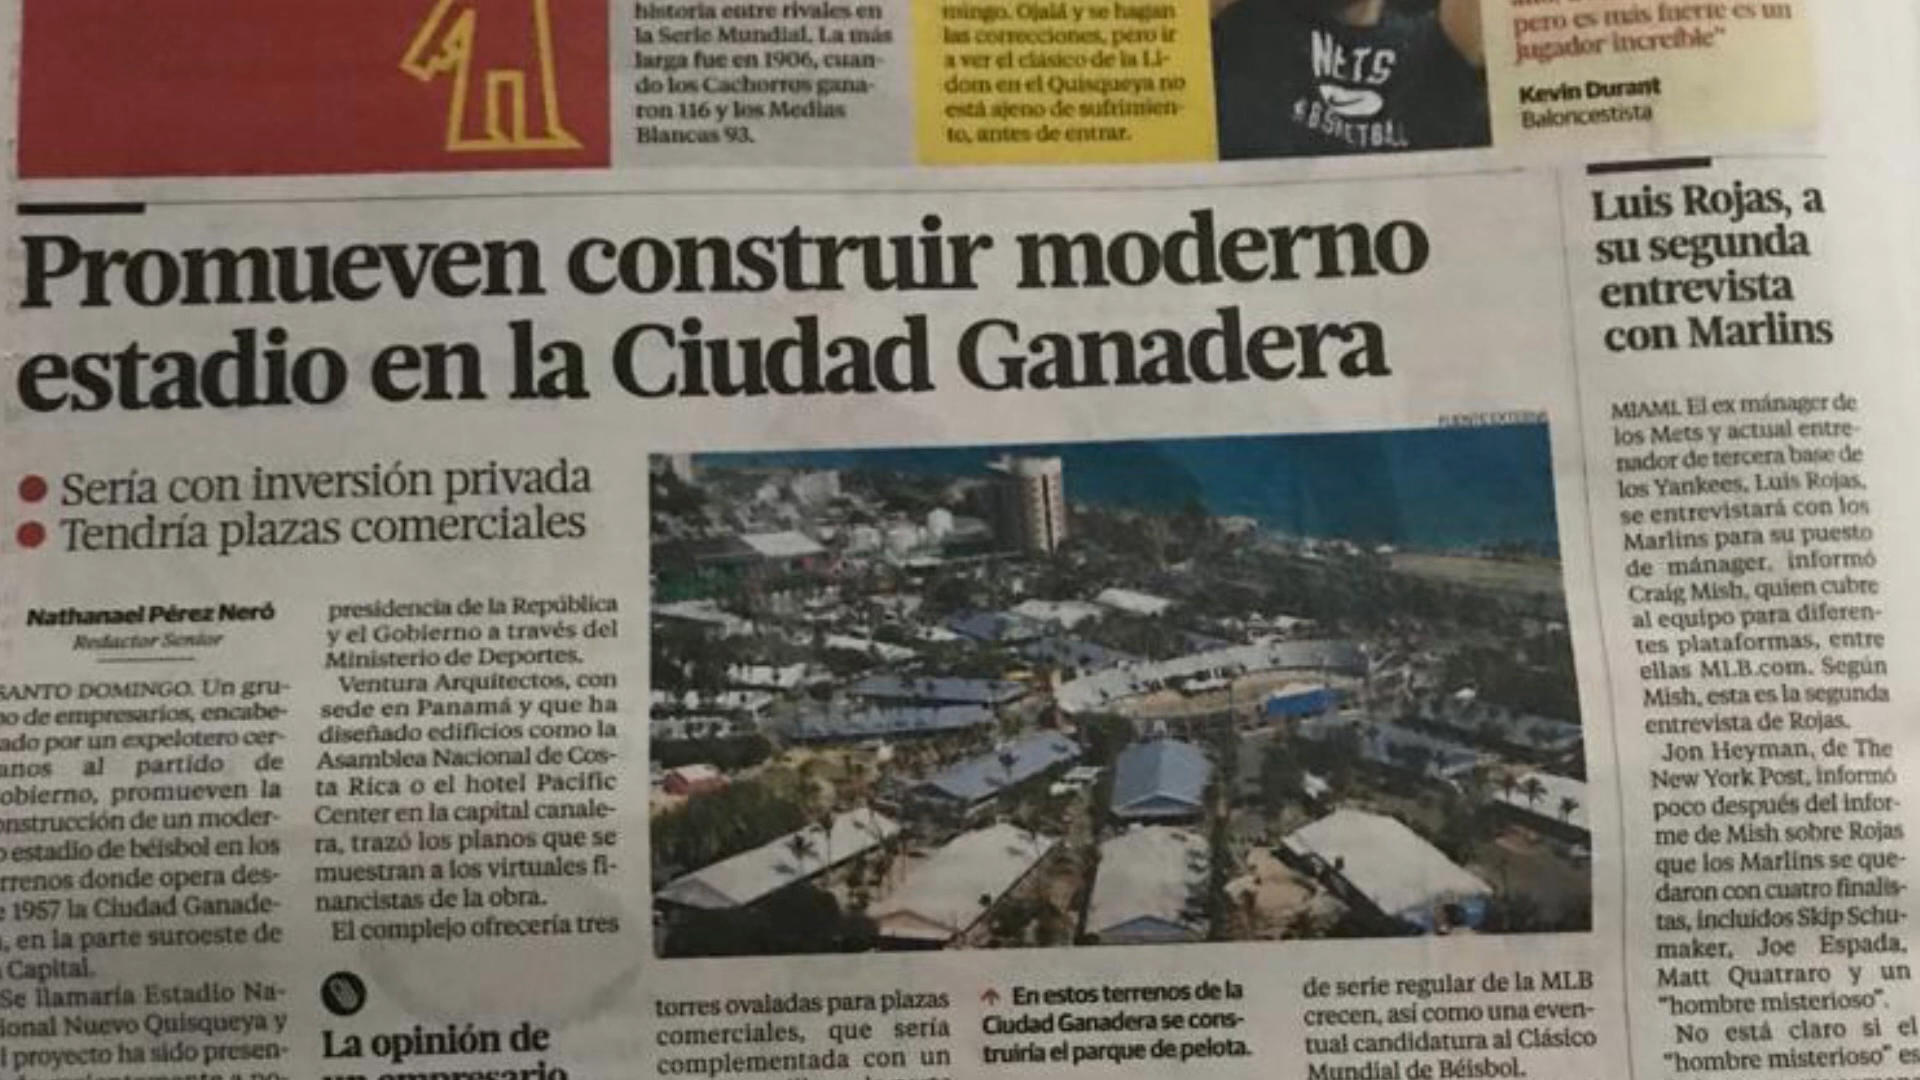 historia entre rivales en
la Serie Mundial. La más
larga fue en 1906, cuan-
do los Cachorros gana-
ron 116 y los Medias
Blancas 93.
mingo. Ojalá y se hagan
las correcciones, pero ir
a ver el clásico de la Li-
dom en el Quisqueya no
está ajeno de sufrimien-
to, antes de entrar.
NETS
BASKETBALL
pero es más fuerte es un
jugador increíble"
Kevin Durant
Baloncestista
Promueven construir moderno
estadio en la Ciudad Ganadera
Sería con inversión privada
Tendría plazas comerciales
FUENTE EXTERNA
Nathanael Pérez Neró
Redactor Senior
SANTO DOMINGO. Un gru-
po de empresarios, encabe-
ado por un expelotero cer-
anos al partido de
obierno, promueven la
onstrucción de un moder-
o estadio de béisbol en los
rrenos donde opera des-
e 1957 la Ciudad Ganade-
, en la parte suroeste de
Capital.
Se llamaría Estadio Na-
ional Nuevo Quisqueya y
l proyecto ha sido presen-
presidencia de la República
y el Gobierno a través del
Ministerio de Deportes.
Ventura Arquitectos, con
sede en Panamá y que ha
diseñado edificios como la
Asamblea Nacional de Cos-
ta Rica o el hotel Pacific
Center en la capital canale-
ra, trazó los planos que se
muestran a los virtuales fi-
nancistas de la obra.
El complejo ofrecería tres
La opinión de
un empresario
torres ovaladas para plazas
comerciales, que sería
complementada con un
En estos terrenos de la
Ciudad Ganadera se cons-
truiría el parque de pelota.
de serie regular de la MLB
crecen, así como una even-
tual candidatura al Clásico
Mundial de Béisbol.
Luis Rojas, a
su segunda
entrevista
con Marlins
MIAMI. El ex mánager de
los Mets y actual entre-
nador de tercera base de
los Yankees, Luis Rojas,
se entrevistará con los
Marlins para su puesto
de mánager, informó
Craig Mish, quien cubre
al equipo para diferen-
tes plataformas, entre
ellas MLB.com. Según
Mish, esta es la segunda
entrevista de Rojas.
Jon Heyman, de The
New York Post, informó
poco después del infor-
me de Mish sobre Rojas
que los Marlins se que-
daron con cuatro finalis-
tas, incluidos Skip Schu-
maker, Joe Espada,
Matt Quatraro y un
"hombre misterioso".
No está claro si el
"hombre misterioso" es